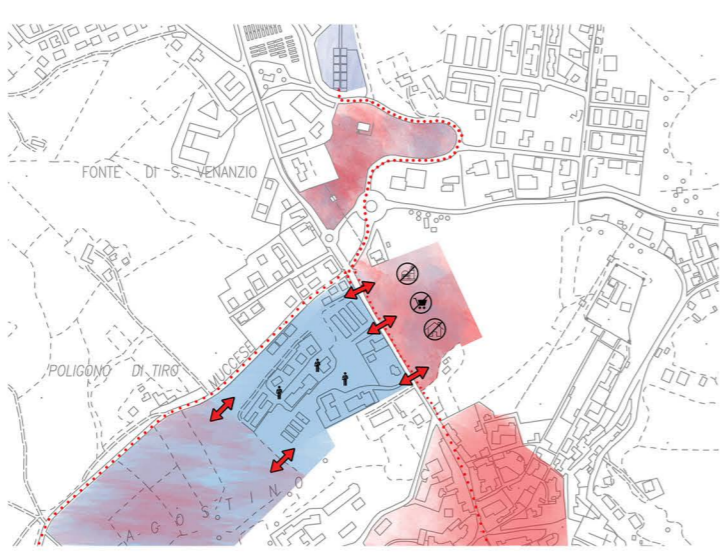 FONTE DI S. VENANZIO
POLIGONO DI TIRO
MUCCESE
AGOSTINO